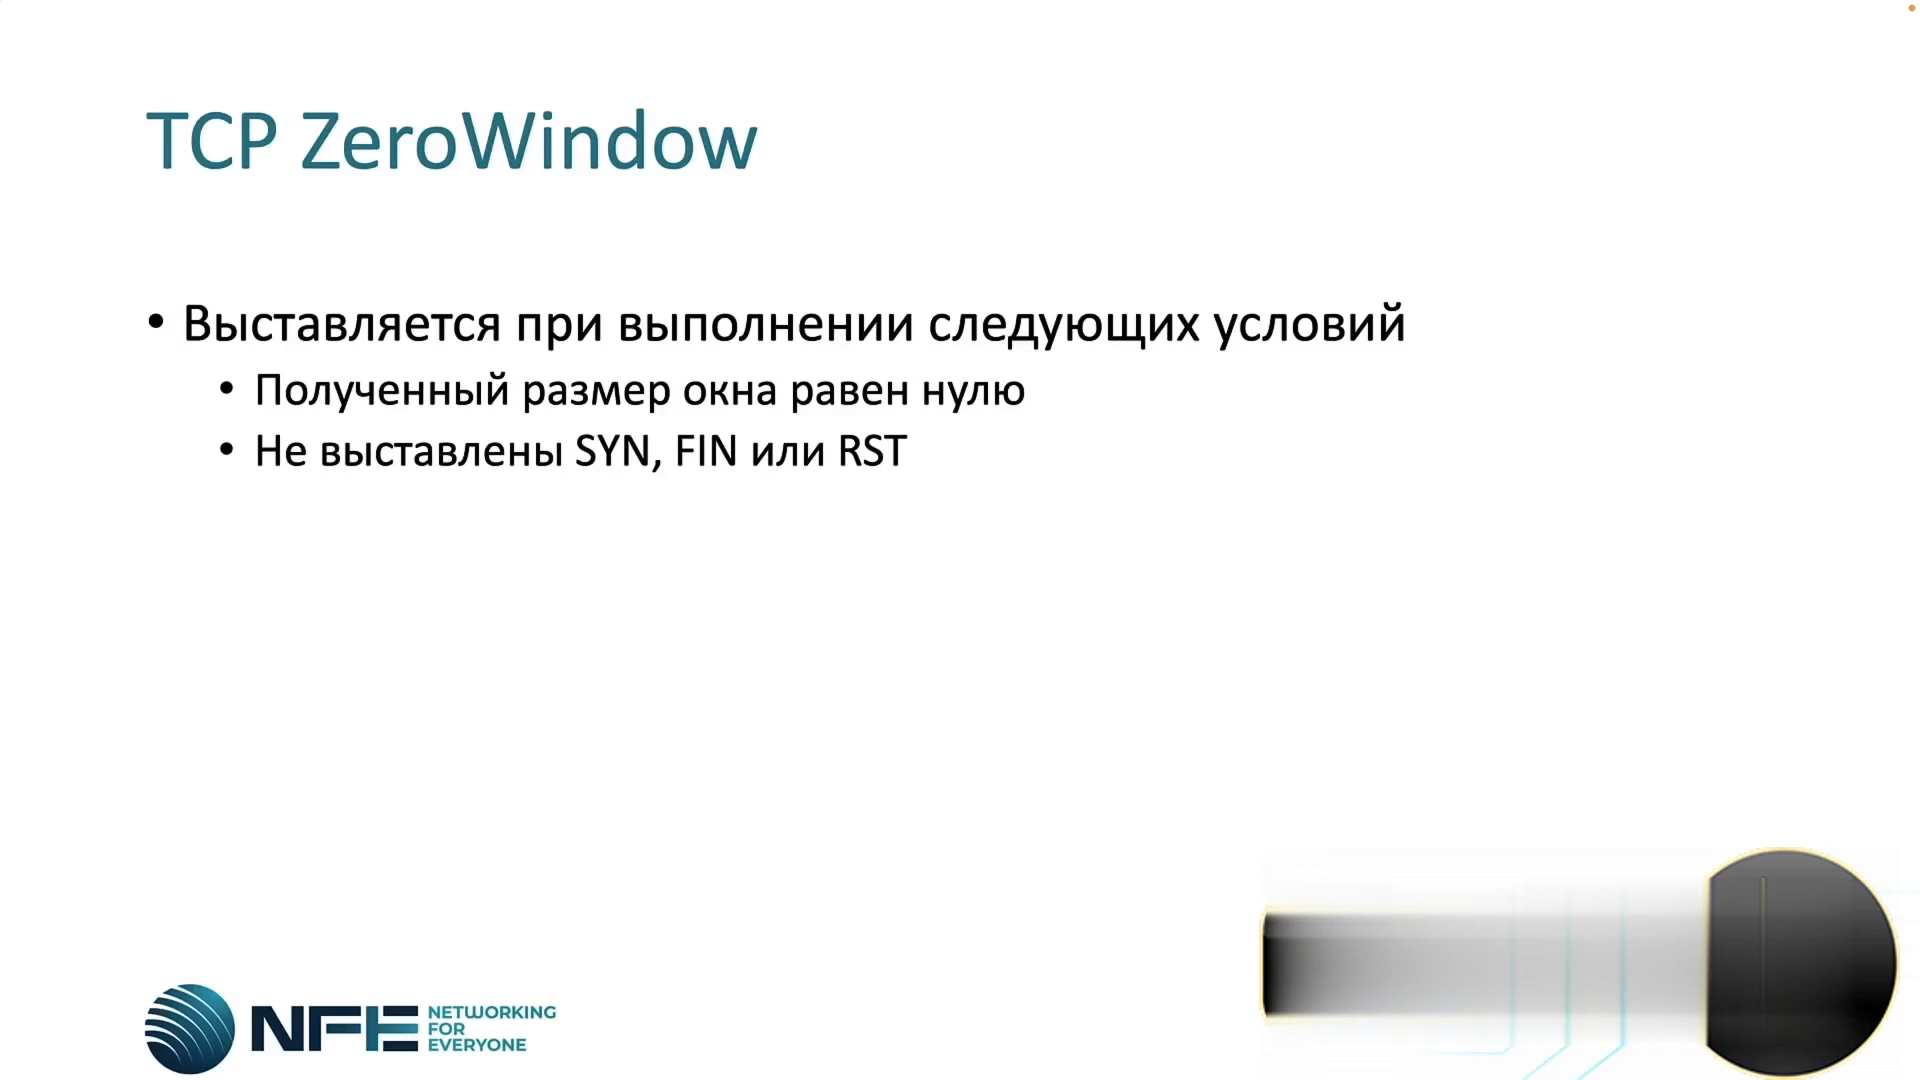 TCP ZeroWindow
• Выставляется при выполнении следующих условий
• Полученный размер окна равен нулю
• Не выставлены SYN, FIN или RST
NFE
NETWORKING
FOR
EVERYONE